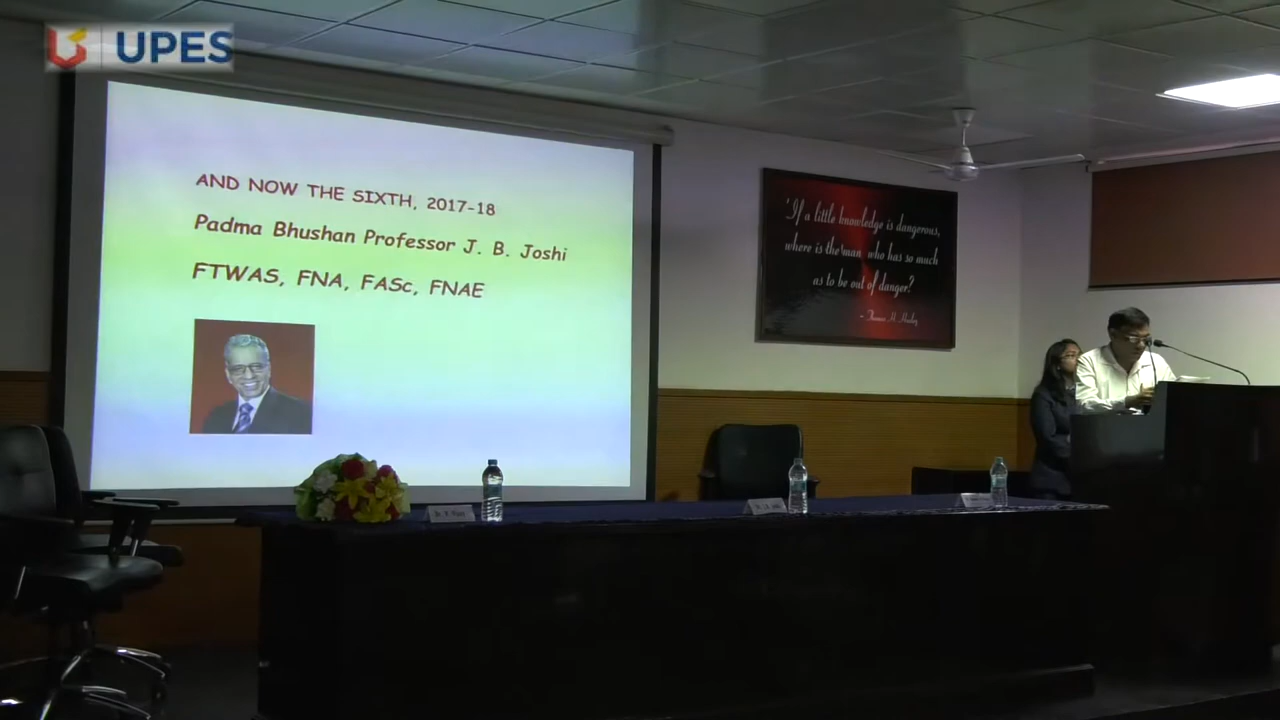 UPES
AND NOW THE SIXTH, 2017-18
Padma Bhushan Professor J. B. Joshi
FTWAS, FNA, FASc, FNAE
'If a little knowledge is dangerous,
where is the man who has so much
as to be out of danger?
- Thomas H. Huxley